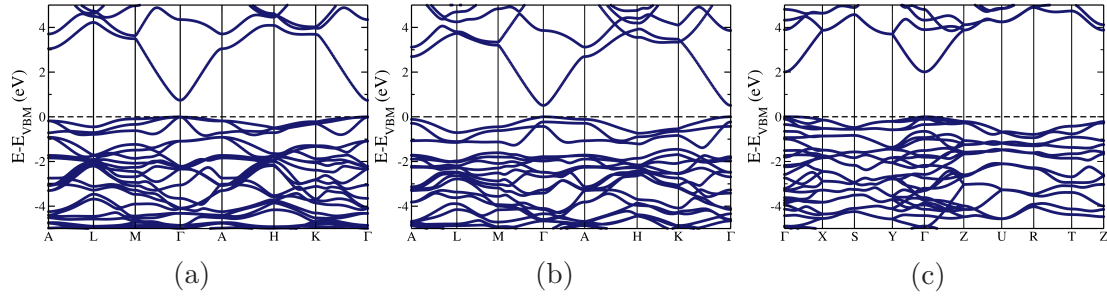 E-E_VBM (eV)
4
2
0
-2
-4
A L M Γ A H K Γ
(a)
E-E_VBM (eV)
4
2
0
-2
-4
A L M Γ A H K Γ
(b)
E-E_VBM (eV)
4
2
0
-2
-4
Γ X S Y Γ Z U R T Z
(c)